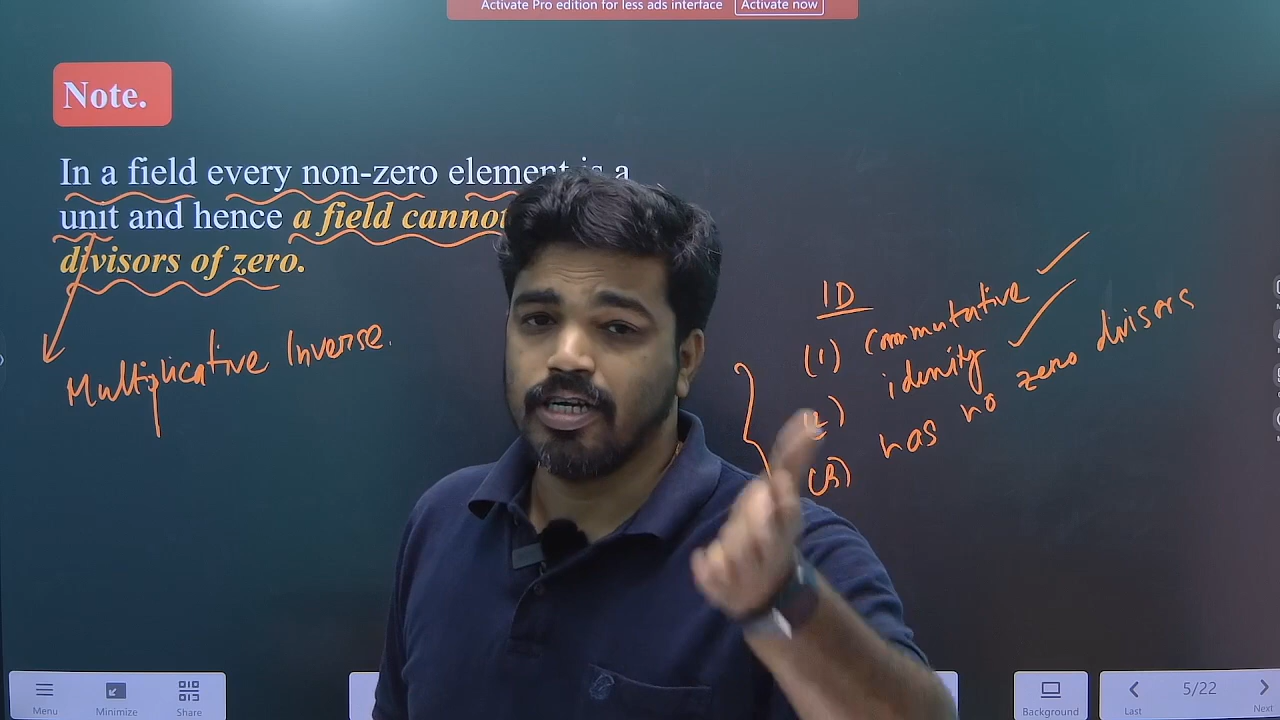 Activate Pro edition for less ads interface Activate now
Note.
In a field every non-zero element is a
unit and hence a field cannot
divisors of zero.
Multiplicative Inverse.
ID
(1) Commutative
(2) idenity
(3) has no zero divisors
Menu Minimize Share
Background
Last 5/22 Next